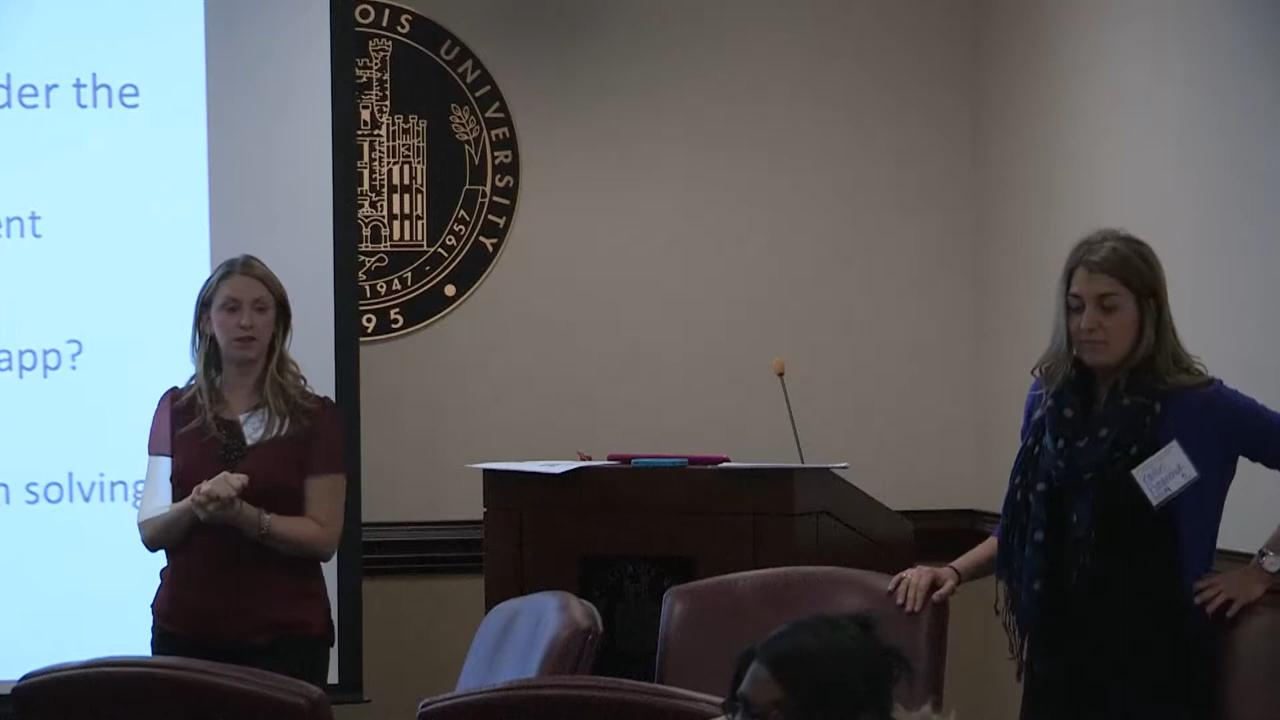 der the
ent
app?
n solving
OIS UNIVERSITY
1947 - 1957
95